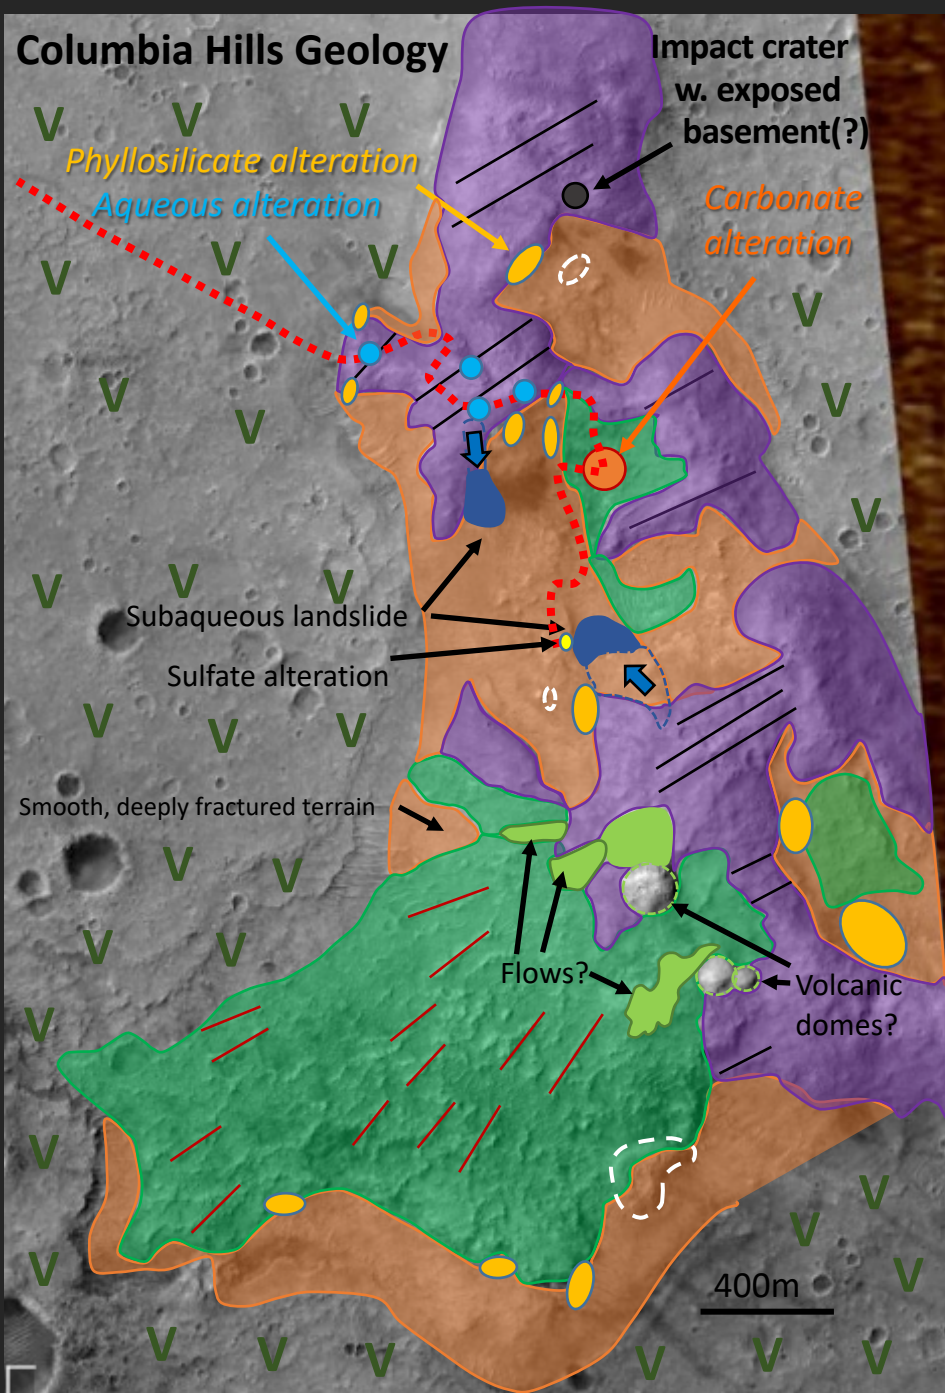 Columbia Hills Geology
Impact crater
w. exposed
basement(?)
V V V
Phyllosilicate alteration
Aqueous alteration
Carbonate
alteration
V V V V
V V V
V
Subaqueous landslide
V V V
Sulfate alteration
V V V
Smooth, deeply fractured terrain
V V
V V
Flows?
Volcanic
domes?
V
V
V V
V V
400m
V V V V V V